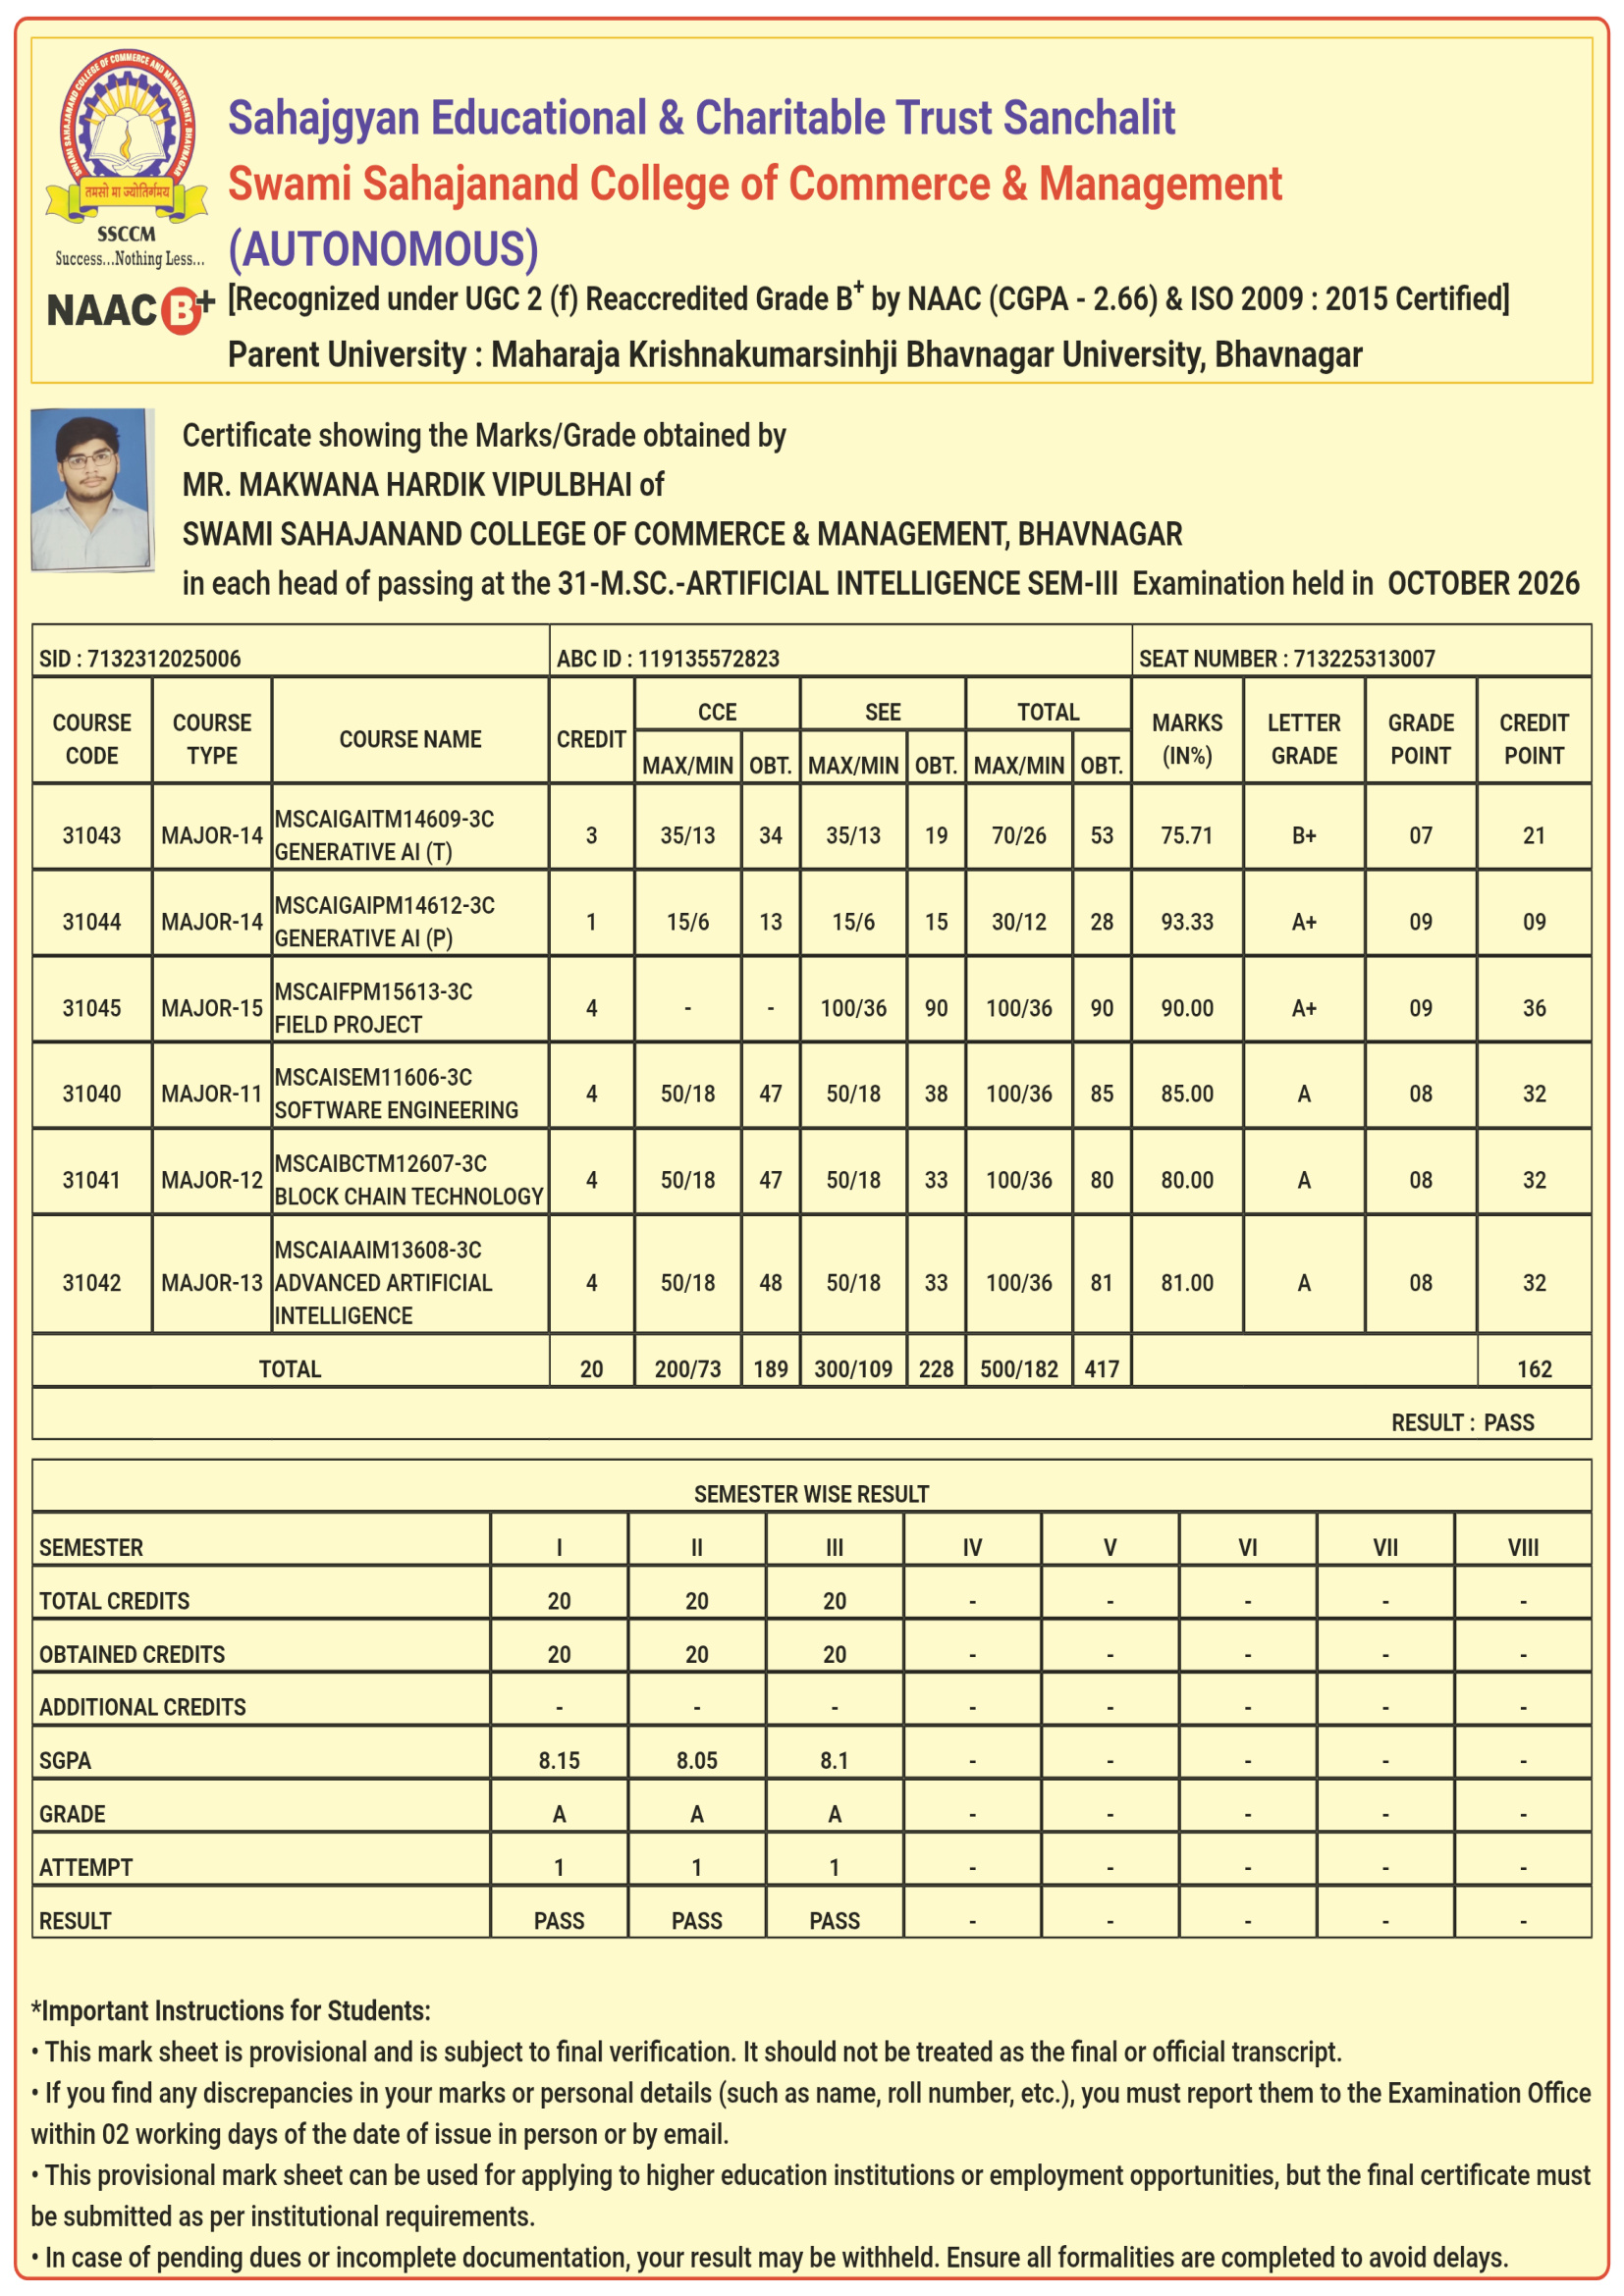 SWAMI SAHAJANAND COLLEGE OF COMMERCE AND MANAGEMENT, BHAVNAGAR
तमसो मा ज्योतिर्गमय
SSCCM
Success...Nothing Less...
NAAC B+
Sahajgyan Educational & Charitable Trust Sanchalit
Swami Sahajanand College of Commerce & Management
(AUTONOMOUS)
[Recognized under UGC 2 (f) Reaccredited Grade B+ by NAAC (CGPA - 2.66) & ISO 2009 : 2015 Certified]
Parent University : Maharaja Krishnakumarsinhji Bhavnagar University, Bhavnagar
Certificate showing the Marks/Grade obtained by
MR. MAKWANA HARDIK VIPULBHAI of
SWAMI SAHAJANAND COLLEGE OF COMMERCE & MANAGEMENT, BHAVNAGAR
in each head of passing at the 31-M.SC.-ARTIFICIAL INTELLIGENCE SEM-III Examination held in OCTOBER 2026
SID : 7132312025006 ABC ID : 119135572823 SEAT NUMBER : 713225313007
COURSE CODE COURSE TYPE COURSE NAME CREDIT CCE SEE TOTAL MARKS (IN%) LETTER GRADE GRADE POINT CREDIT POINT
MAX/MIN OBT. MAX/MIN OBT. MAX/MIN OBT.
31043 MAJOR-14 MSCAIGAITM14609-3C GENERATIVE AI (T) 3 35/13 34 35/13 19 70/26 53 75.71 B+ 07 21
31044 MAJOR-14 MSCAIGAIPM14612-3C GENERATIVE AI (P) 1 15/6 13 15/6 15 30/12 28 93.33 A+ 09 09
31045 MAJOR-15 MSCAIFPM15613-3C FIELD PROJECT 4 - - 100/36 90 100/36 90 90.00 A+ 09 36
31040 MAJOR-11 MSCAISEM11606-3C SOFTWARE ENGINEERING 4 50/18 47 50/18 38 100/36 85 85.00 A 08 32
31041 MAJOR-12 MSCAIBCTM12607-3C BLOCK CHAIN TECHNOLOGY 4 50/18 47 50/18 33 100/36 80 80.00 A 08 32
31042 MAJOR-13 MSCAIAAIM13608-3C ADVANCED ARTIFICIAL INTELLIGENCE 4 50/18 48 50/18 33 100/36 81 81.00 A 08 32
TOTAL 20 200/73 189 300/109 228 500/182 417 162
RESULT : PASS
SEMESTER WISE RESULT
SEMESTER I II III IV V VI VII VIII
TOTAL CREDITS 20 20 20 - - - - -
OBTAINED CREDITS 20 20 20 - - - - -
ADDITIONAL CREDITS - - - - - - - -
SGPA 8.15 8.05 8.1 - - - - -
GRADE A A A - - - - -
ATTEMPT 1 1 1 - - - - -
RESULT PASS PASS PASS - - - - -
*Important Instructions for Students:
• This mark sheet is provisional and is subject to final verification. It should not be treated as the final or official transcript.
• If you find any discrepancies in your marks or personal details (such as name, roll number, etc.), you must report them to the Examination Office
within 02 working days of the date of issue in person or by email.
• This provisional mark sheet can be used for applying to higher education institutions or employment opportunities, but the final certificate must
be submitted as per institutional requirements.
• In case of pending dues or incomplete documentation, your result may be withheld. Ensure all formalities are completed to avoid delays.